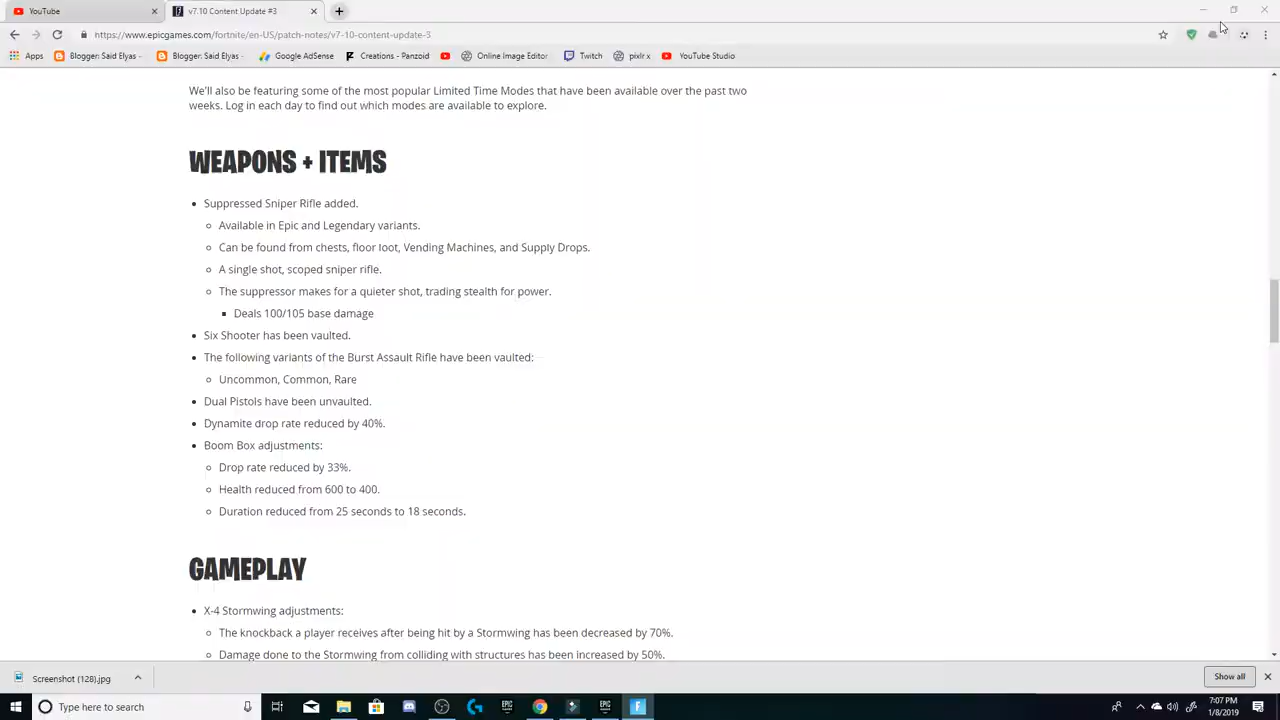 YouTube
v7.10 Content Update #3
https://www.epicgames.com/fortnite/en-US/patch-notes/v7-10-content-update-3
Apps Blogger: Said Elyas - Blogger: Said Elyas - Google AdSense Creations - Panzoid Online Image Editor Twitch pixlr x YouTube Studio
We'll also be featuring some of the most popular Limited Time Modes that have been available over the past two
weeks. Log in each day to find out which modes are available to explore.
WEAPONS + ITEMS
Suppressed Sniper Rifle added.
Available in Epic and Legendary variants.
Can be found from chests, floor loot, Vending Machines, and Supply Drops.
A single shot, scoped sniper rifle.
The suppressor makes for a quieter shot, trading stealth for power.
Deals 100/105 base damage
Six Shooter has been vaulted.
The following variants of the Burst Assault Rifle have been vaulted:
Uncommon, Common, Rare
Dual Pistols have been unvaulted.
Dynamite drop rate reduced by 40%.
Boom Box adjustments:
Drop rate reduced by 33%.
Health reduced from 600 to 400.
Duration reduced from 25 seconds to 18 seconds.
GAMEPLAY
X-4 Stormwing adjustments:
The knockback a player receives after being hit by a Stormwing has been decreased by 70%.
Damage done to the Stormwing from colliding with structures has been increased by 50%.
Screenshot (128).jpg
Show all
Type here to search
EPIC
EPIC
7:07 PM
1/8/2019